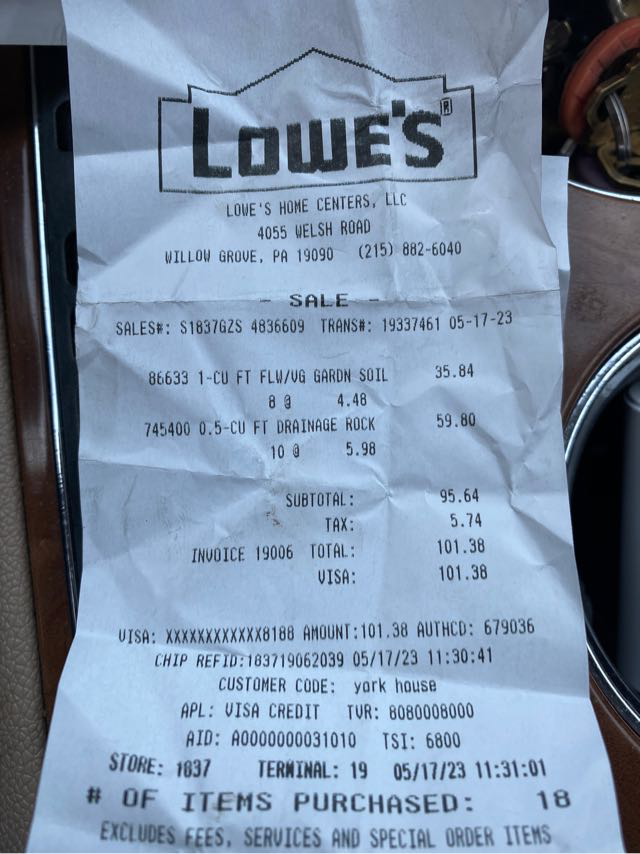 LOWE'S®
LOWE'S HOME CENTERS, LLC
4055 WELSH ROAD
WILLOW GROVE, PA 19090 (215) 882-6040
- SALE -
SALES#: S1837GZS 4836609 TRANS#: 19337461 05-17-23
86633 1-CU FT FLW/VG GARDN SOIL 35.84
8 @ 4.48
745400 0.5-CU FT DRAINAGE ROCK 59.80
10 @ 5.98
SUBTOTAL: 95.64
TAX: 5.74
INVOICE 19006 TOTAL: 101.38
VISA: 101.38
VISA: XXXXXXXXXXXX8188 AMOUNT:101.38 AUTHCD: 679036
CHIP REFID:183719062039 05/17/23 11:30:41
CUSTOMER CODE: york house
APL: VISA CREDIT TVR: 8080008000
AID: A0000000031010 TSI: 6800
STORE: 1837 TERMINAL: 19 05/17/23 11:31:01
# OF ITEMS PURCHASED: 18
EXCLUDES FEES, SERVICES AND SPECIAL ORDER ITEMS